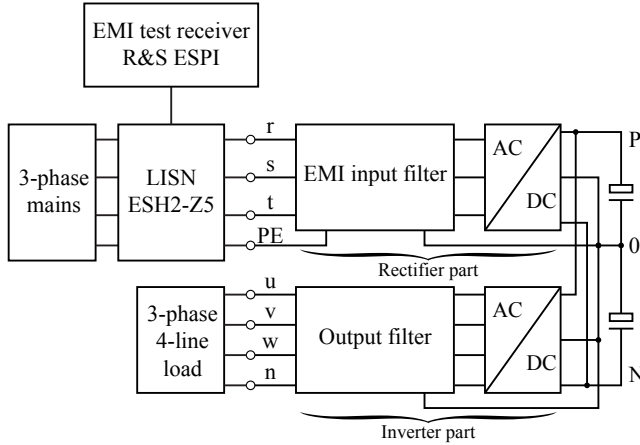 EMI test receiver
R&S ESPI
3-phase
mains
LISN
ESH2-Z5
r
s
t
PE
EMI input filter
AC
DC
P
0
Rectifier part
3-phase
4-line
load
u
v
w
n
Output filter
AC
DC
N
Inverter part